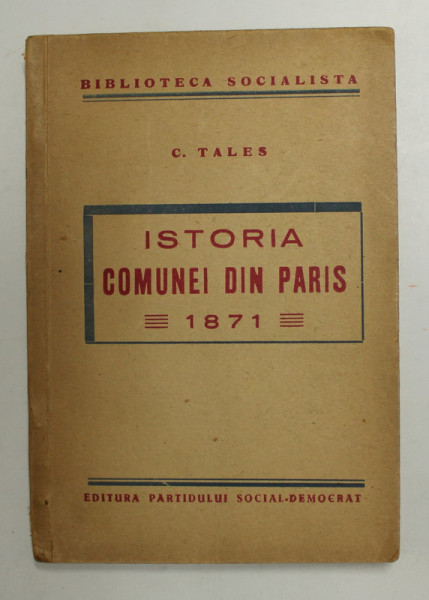 BIBLIOTECA SOCIALISTA
C. TALES
ISTORIA
COMUNEI DIN PARIS
1871
EDITURA PARTIDULUI SOCIAL-DEMOCRAT